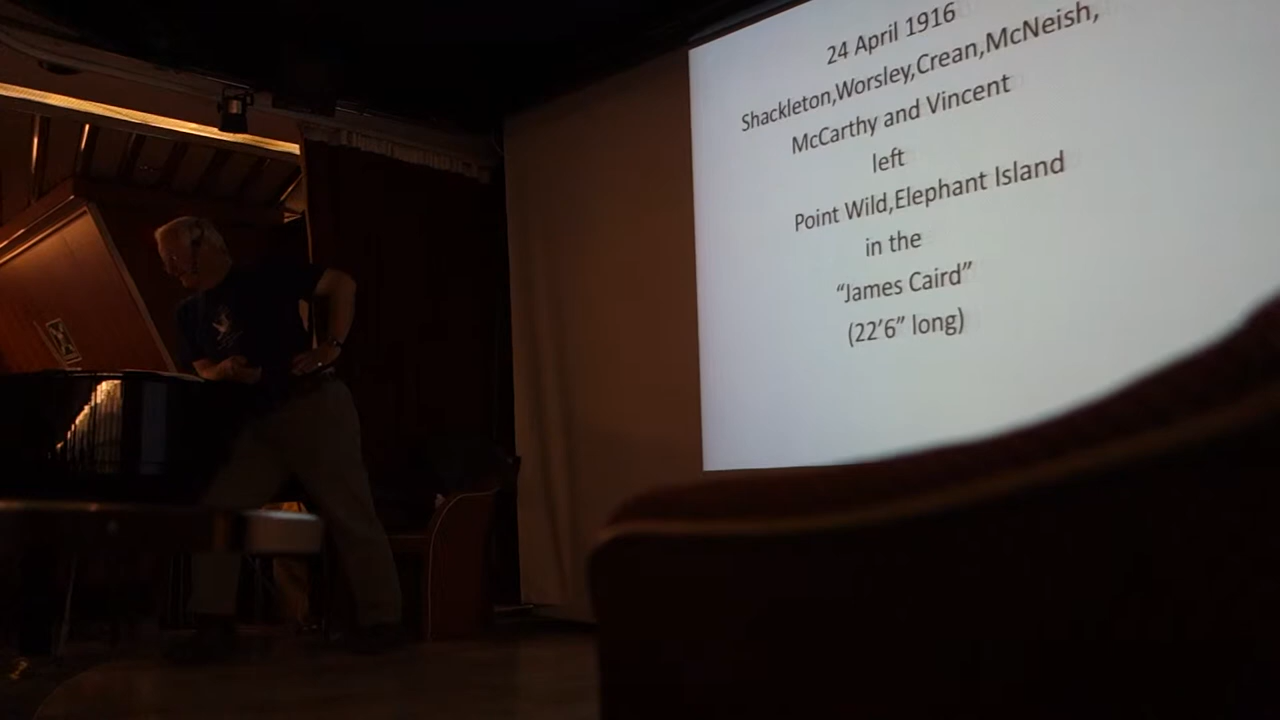 24 April 1916
Shackleton,Worsley,Crean,McNeish,
McCarthy and Vincent
left
Point Wild,Elephant Island
in the
“James Caird”
(22’6” long)